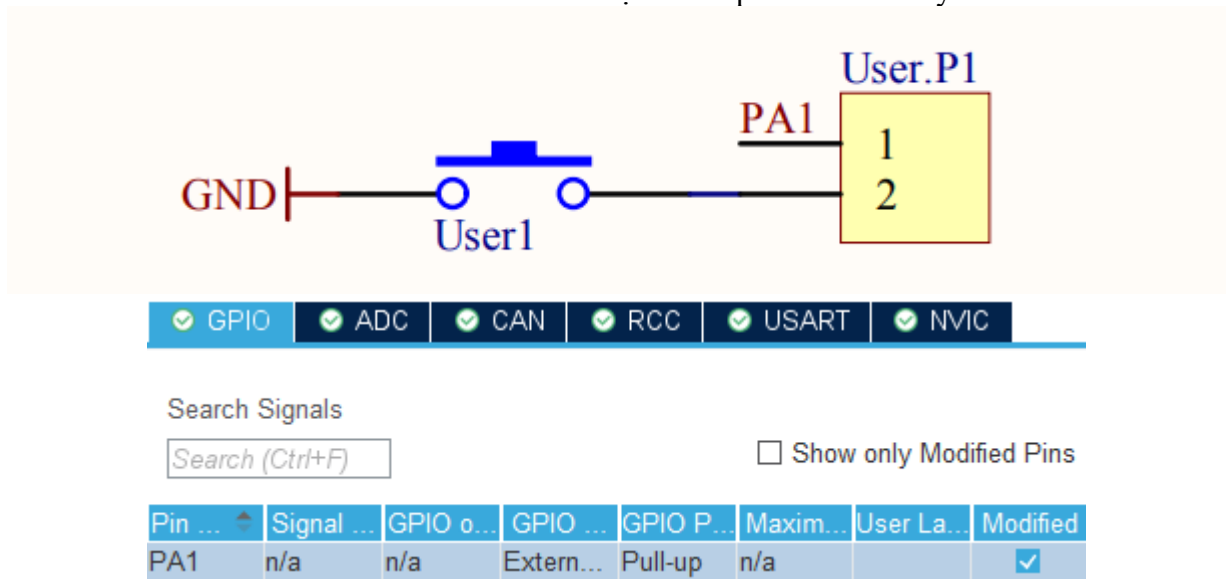 User.P1
PA1
1
GND
2
User1
GPIO ADC CAN RCC USART NVIC
Search Signals
Search (Ctrl+F)
Show only Modified Pins
Pin ... Signal ... GPIO o... GPIO ... GPIO P... Maxim... User La... Modified
PA1 n/a n/a Extern... Pull-up n/a